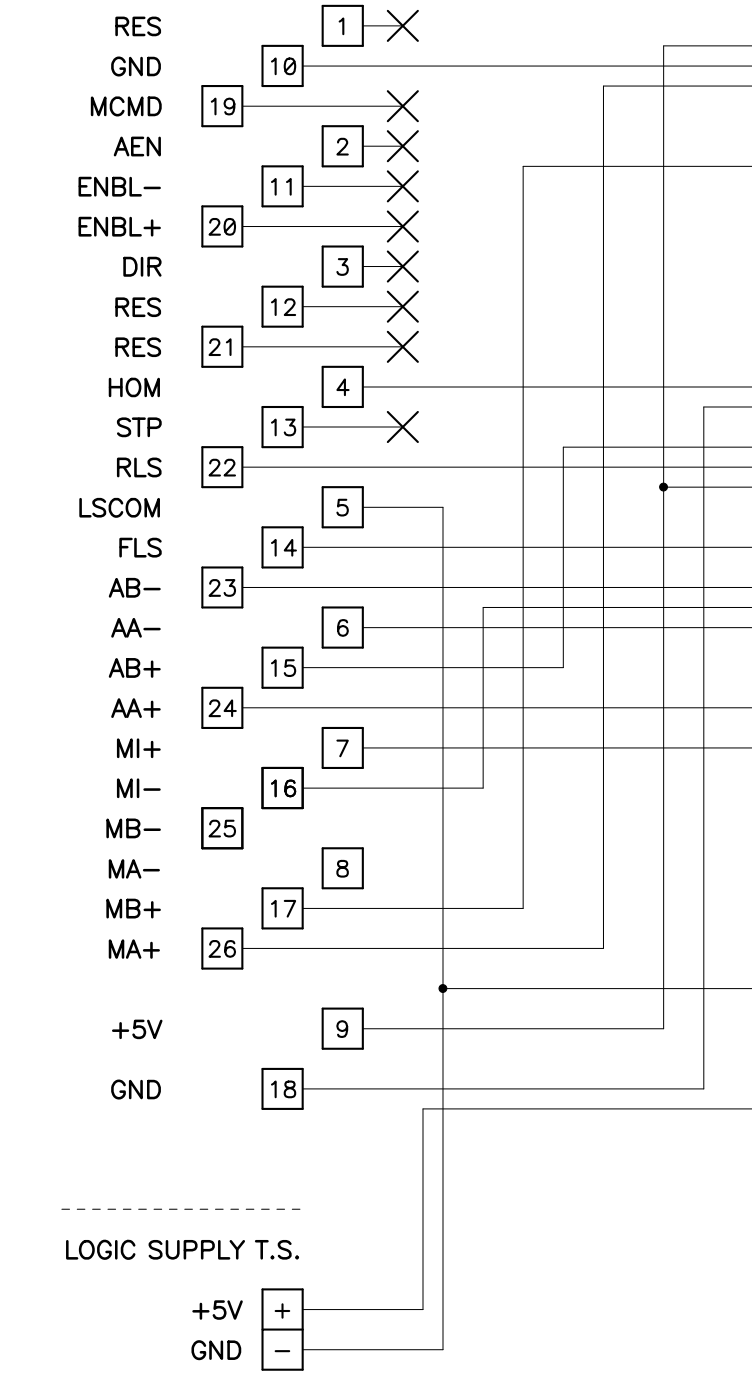 RES 1
GND 10
MCMD 19
AEN 2
ENBL− 11
ENBL+ 20
DIR 3
RES 12
RES 21
HOM 4
STP 13
RLS 22
LSCOM 5
FLS 14
AB− 23
AA− 6
AB+ 15
AA+ 24
MI+ 7
MI− 16
MB− 25
MA− 8
MB+ 17
MA+ 26
+5V 9
GND 18
LOGIC SUPPLY T.S.
+5V +
GND −